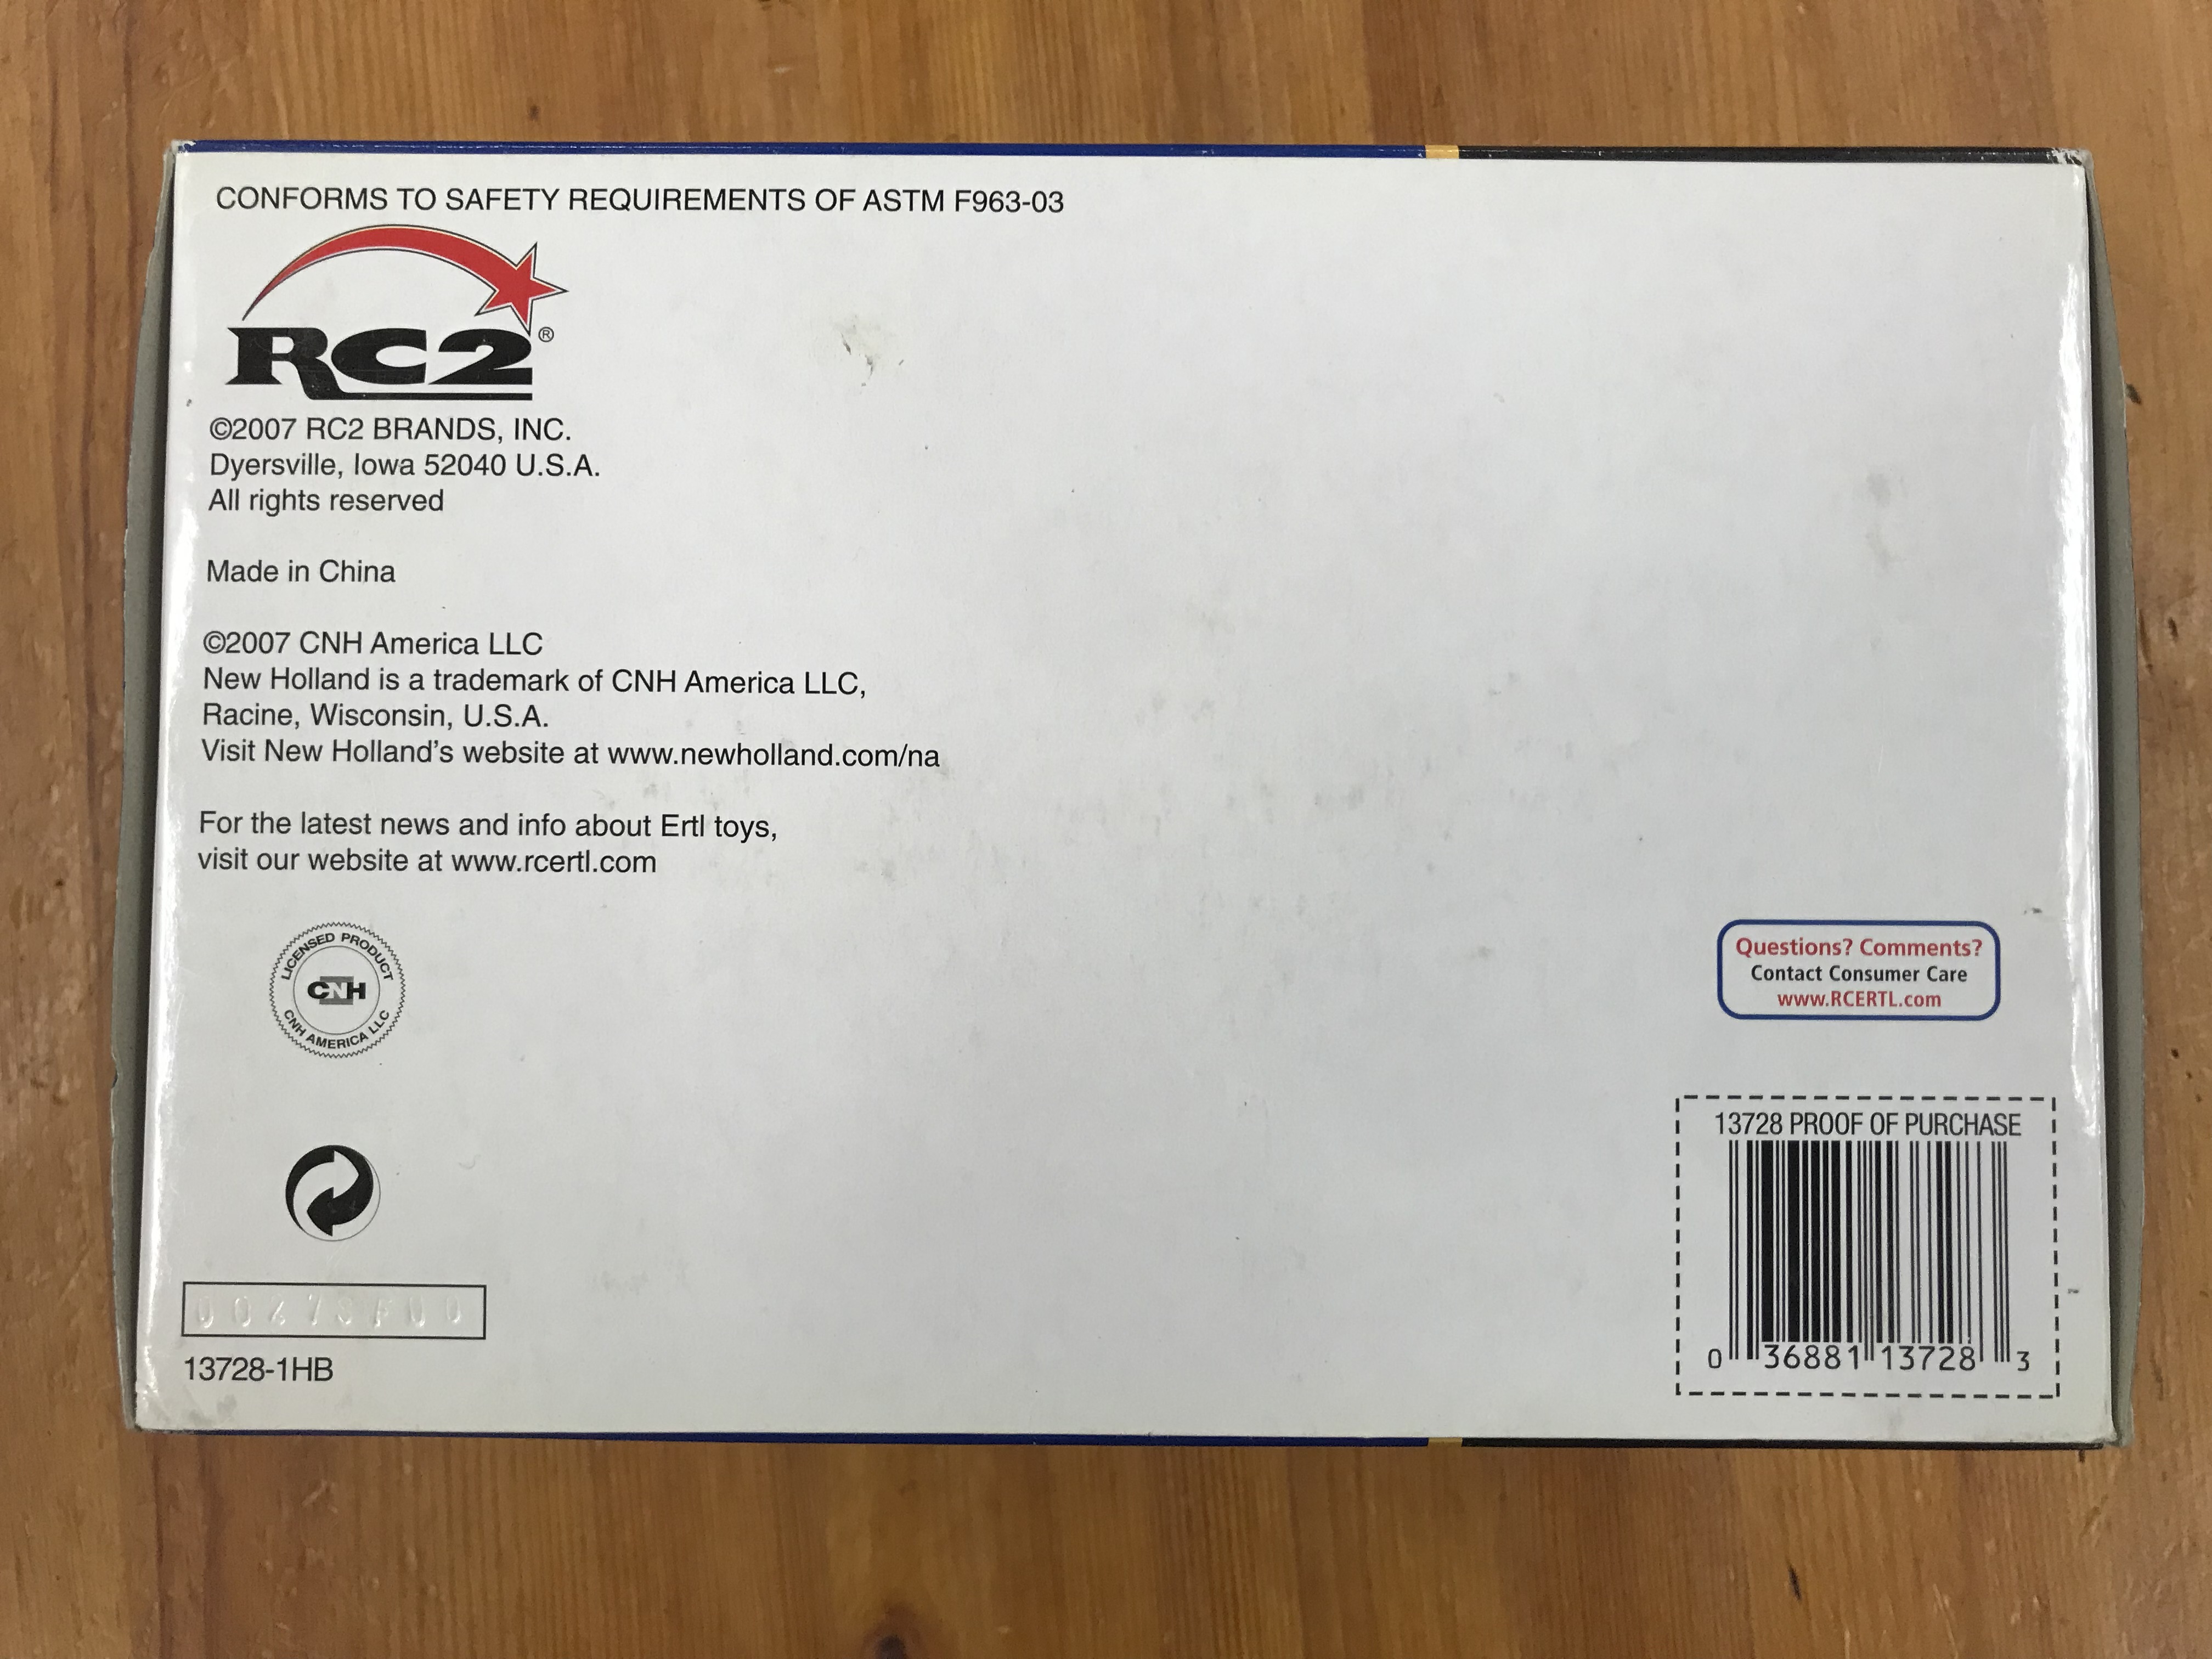 CONFORMS TO SAFETY REQUIREMENTS OF ASTM F963-03
RC2®
©2007 RC2 BRANDS, INC.
Dyersville, Iowa 52040 U.S.A.
All rights reserved
Made in China
©2007 CNH America LLC
New Holland is a trademark of CNH America LLC,
Racine, Wisconsin, U.S.A.
Visit New Holland's website at www.newholland.com/na
For the latest news and info about Ertl toys,
visit our website at www.rcertl.com
LICENSED PRODUCT
CNH
CNH AMERICA LLC
13728-1HB
Questions? Comments?
Contact Consumer Care
www.RCERTL.com
13728 PROOF OF PURCHASE
0 36881 13728 3